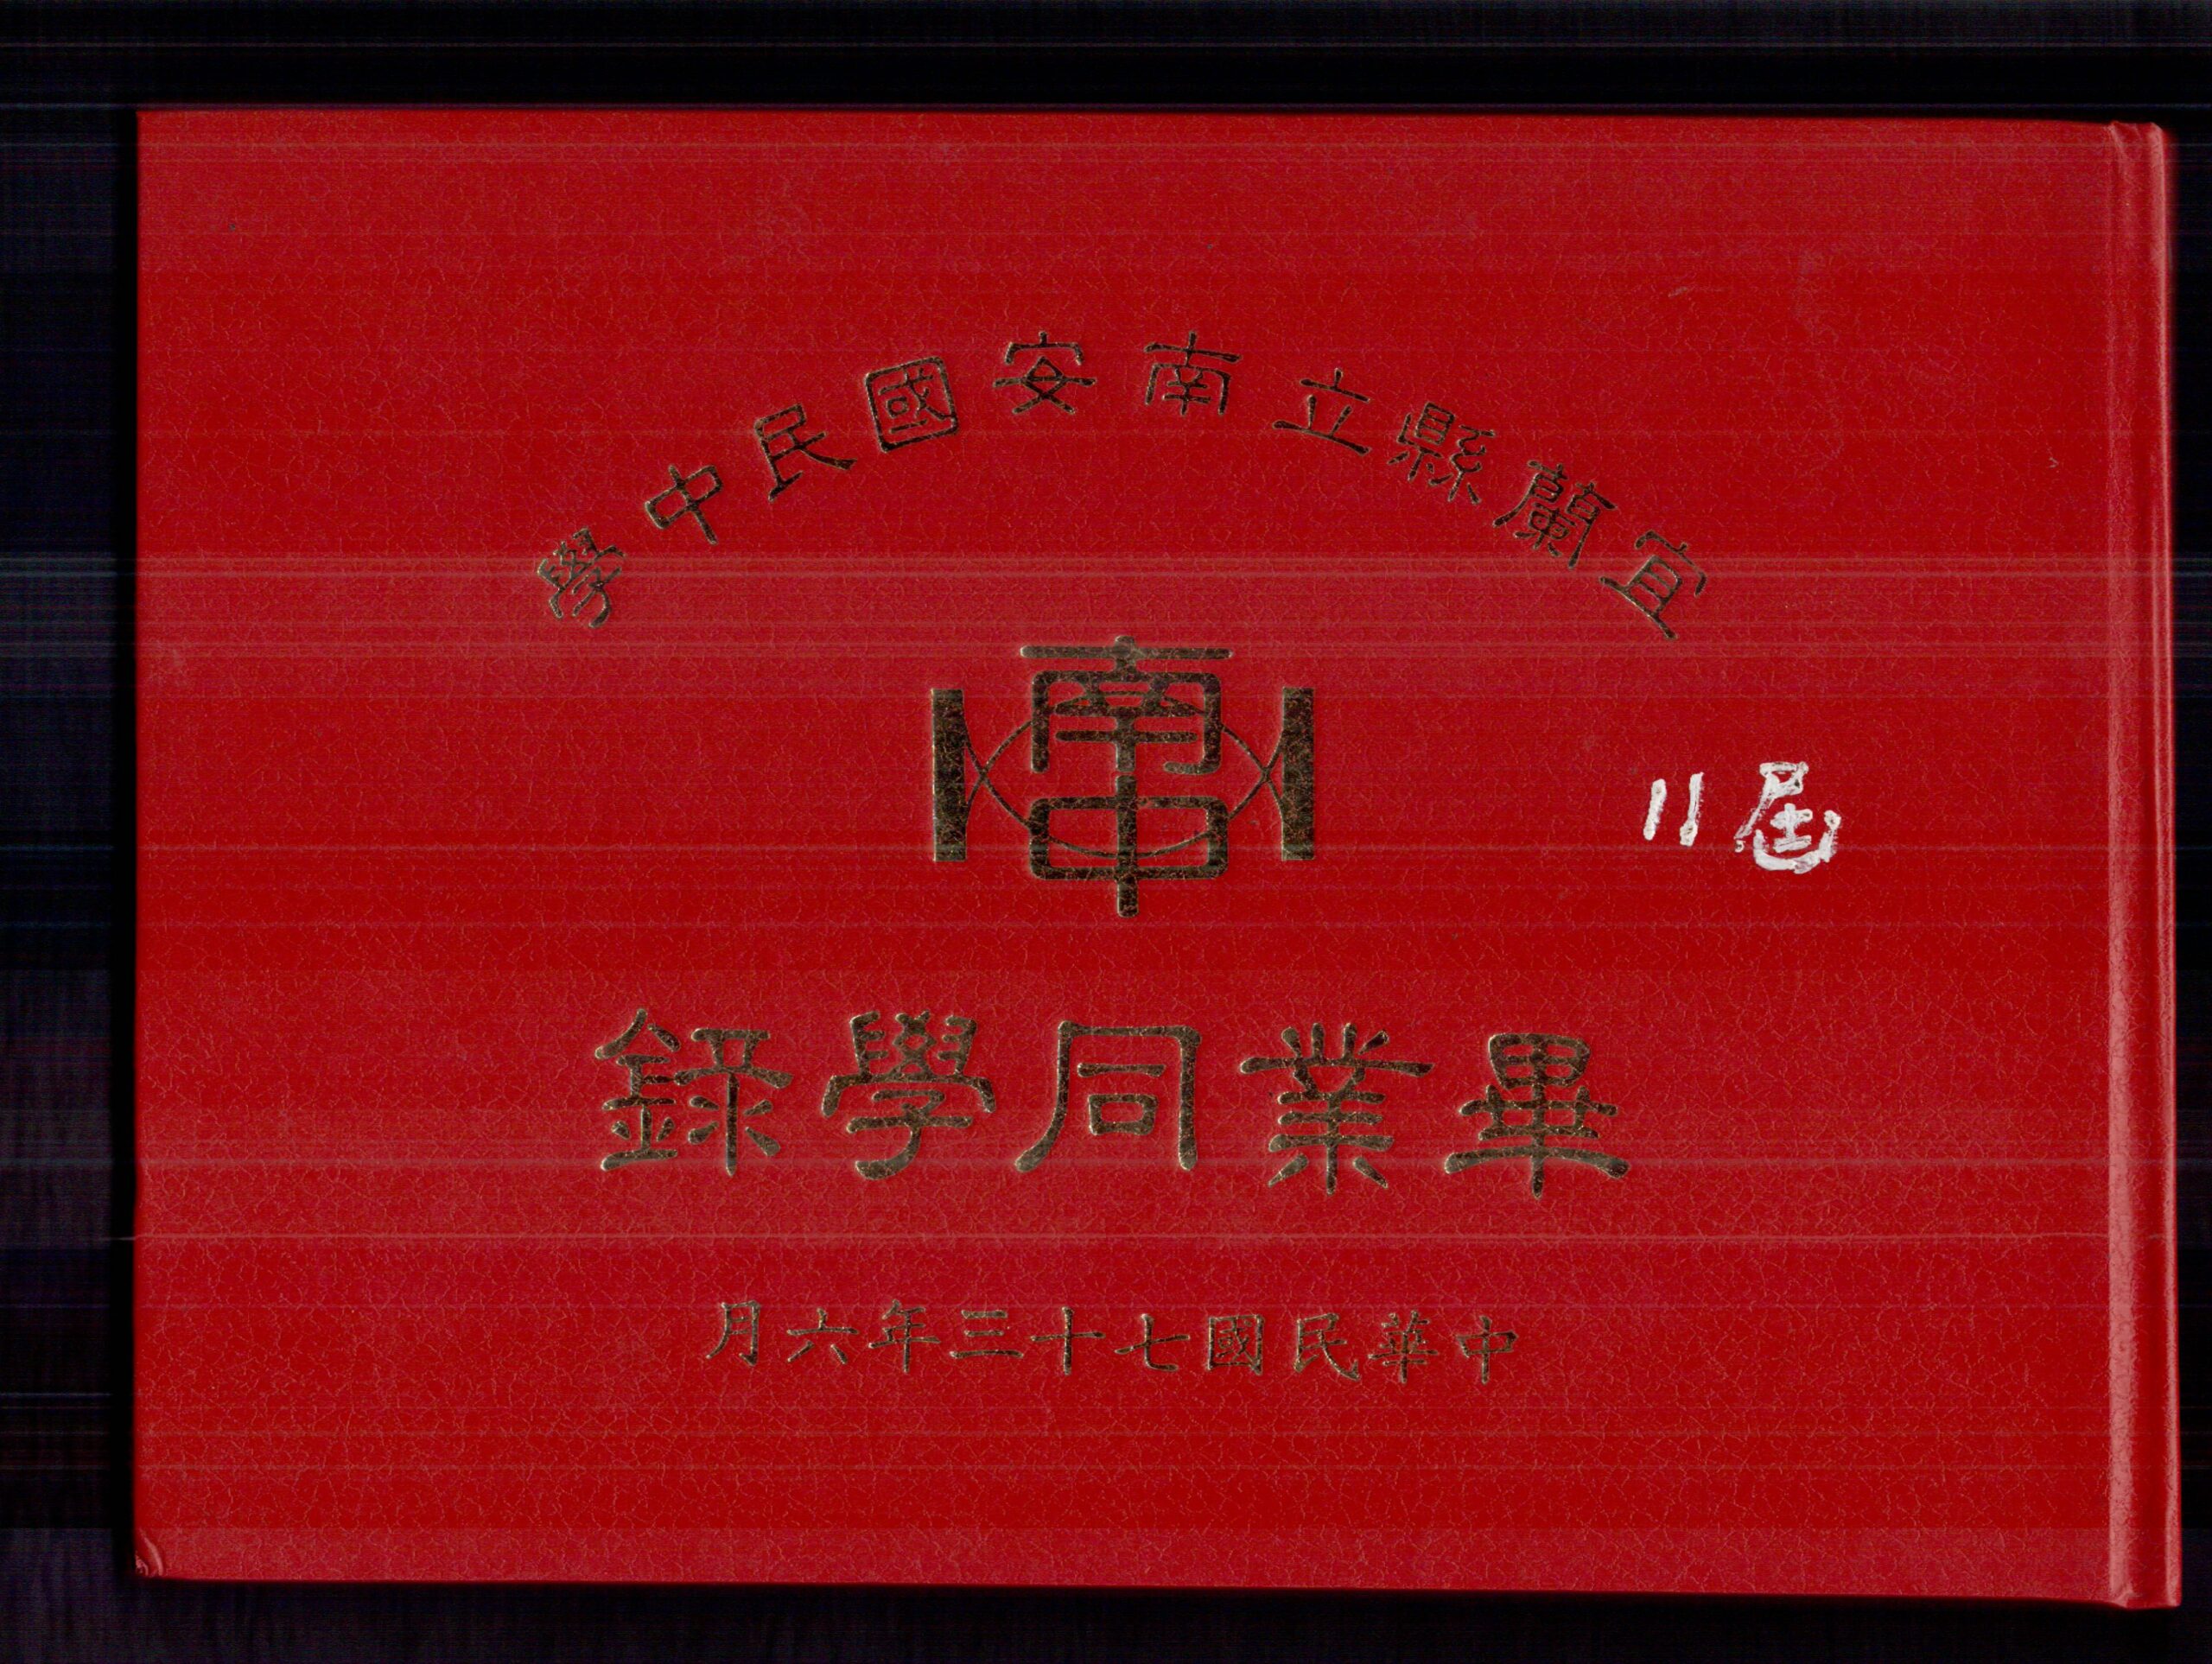 宜蘭縣立南安國民中學
南中
11屆
畢業同學錄
中華民國七十三年六月